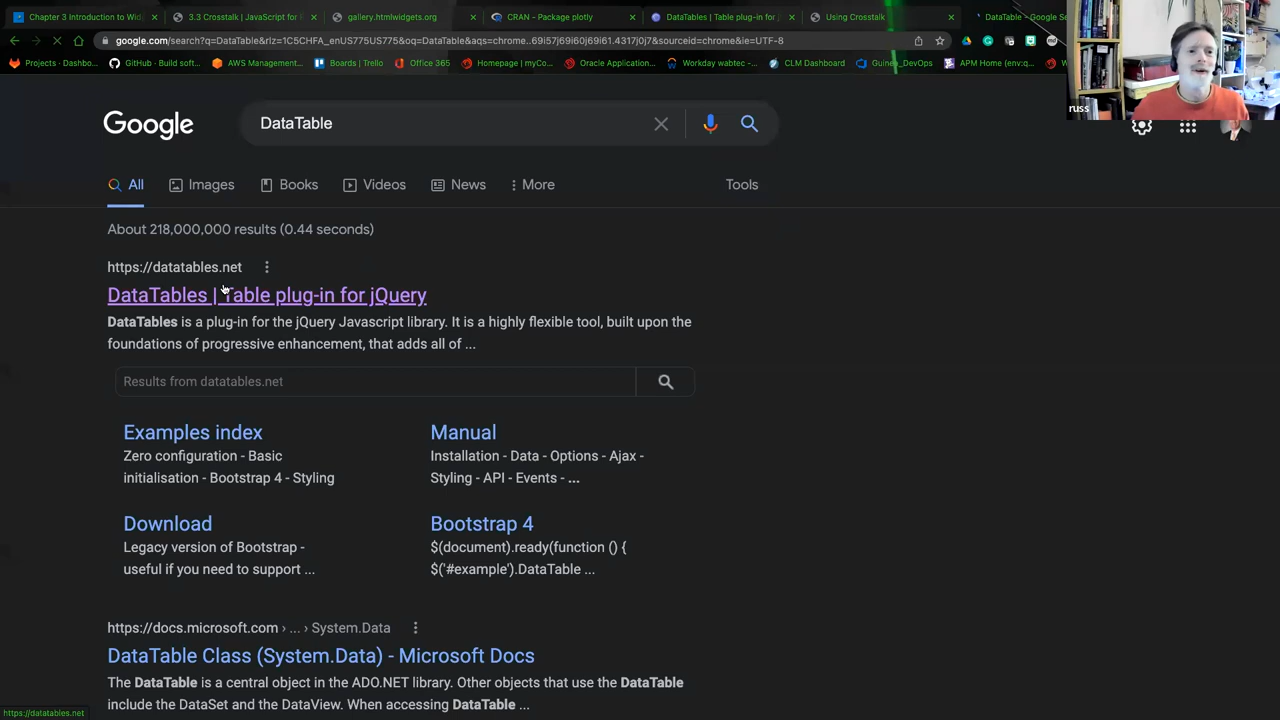 Chapter 3 Introduction to Wid
3.3 Crosstalk | JavaScript for
gallery.htmlwidgets.org
CRAN - Package plotly
DataTables | Table plug-in for j
Using Crosstalk
DataTable - Google Se
google.com/search?q=DataTable&rlz=1C5CHFA_enUS775US775&oq=DataTable&aqs=chrome..69i57j69i60j69i61.4317j0j7&sourceid=chrome&ie=UTF-8
Projects · Dashbo...
GitHub · Build soft...
AWS Management...
Boards | Trello
Office 365
Homepage | myCo...
Oracle Application...
Workday wabtec -...
CLM Dashboard
Guinea_DevOps
APM Home (env:q...
russ
Google
DataTable
All
Images
Books
Videos
News
More
Tools
About 218,000,000 results (0.44 seconds)
https://datatables.net
DataTables | Table plug-in for jQuery
DataTables is a plug-in for the jQuery Javascript library. It is a highly flexible tool, built upon the
foundations of progressive enhancement, that adds all of ...
Results from datatables.net
Examples index
Zero configuration - Basic
initialisation - Bootstrap 4 - Styling
Manual
Installation - Data - Options - Ajax -
Styling - API - Events - ...
Download
Legacy version of Bootstrap -
useful if you need to support ...
Bootstrap 4
$(document).ready(function () {
$('#example').DataTable ...
https://docs.microsoft.com › ... › System.Data
DataTable Class (System.Data) - Microsoft Docs
The DataTable is a central object in the ADO.NET library. Other objects that use the DataTable
include the DataSet and the DataView. When accessing DataTable ...
https://datatables.net